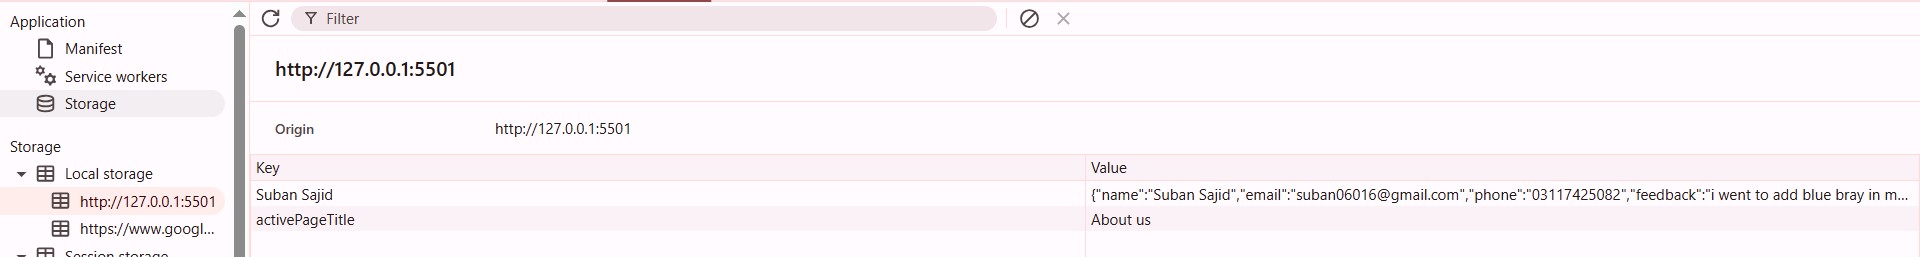 Application
Filter
Manifest
Service workers
http://127.0.0.1:5501
Storage
Origin http://127.0.0.1:5501
Storage
Local storage
Key Value
http://127.0.0.1:5501
Suban Sajid {"name":"Suban Sajid","email":"suban06016@gmail.com","phone":"03117425082","feedback":"i went to add blue bray in m...
https://www.googl...
activePageTitle About us
Session storage